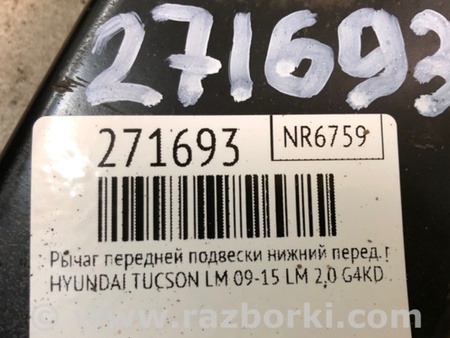 271693
271693
NR6759
Рычаг передней подвески нижний перед.
HYUNDAI TUCSON LM 09-15 LM 2,0 G4KD
www.razborki.com